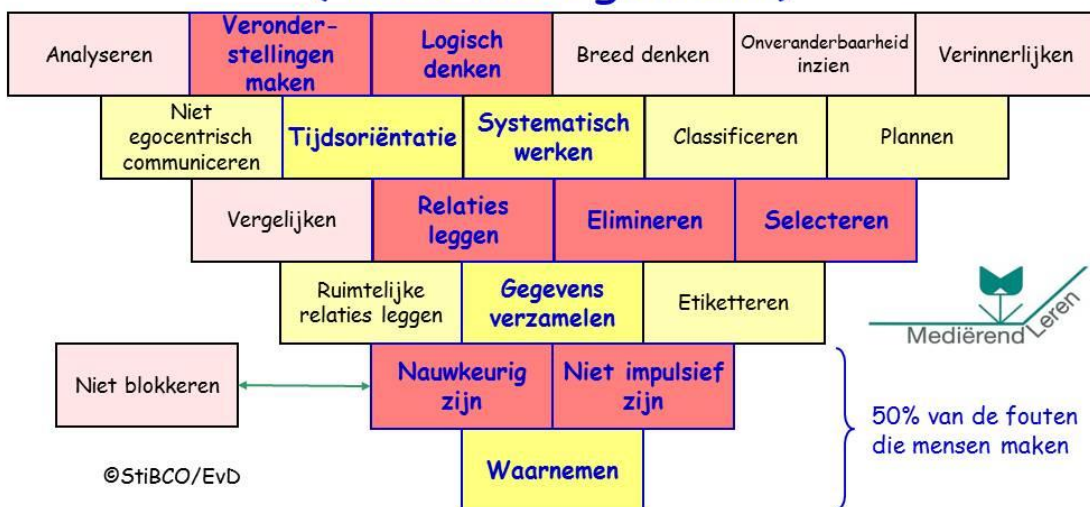 Analyseren
Veronder-
stellingen
maken
Logisch
denken
Breed denken
Onveranderbaarheid
inzien
Verinnerlijken
Niet
egocentrisch
communiceren
Tijdsoriëntatie
Systematisch
werken
Classificeren
Plannen
Vergelijken
Relaties
leggen
Elimineren
Selecteren
Ruimtelijke
relaties leggen
Gegevens
verzamelen
Etiketteren
Mediërend Leren
Niet blokkeren
Nauwkeurig
zijn
Niet impulsief
zijn
50% van de fouten
die mensen maken
©StiBCO/EvD
Waarnemen